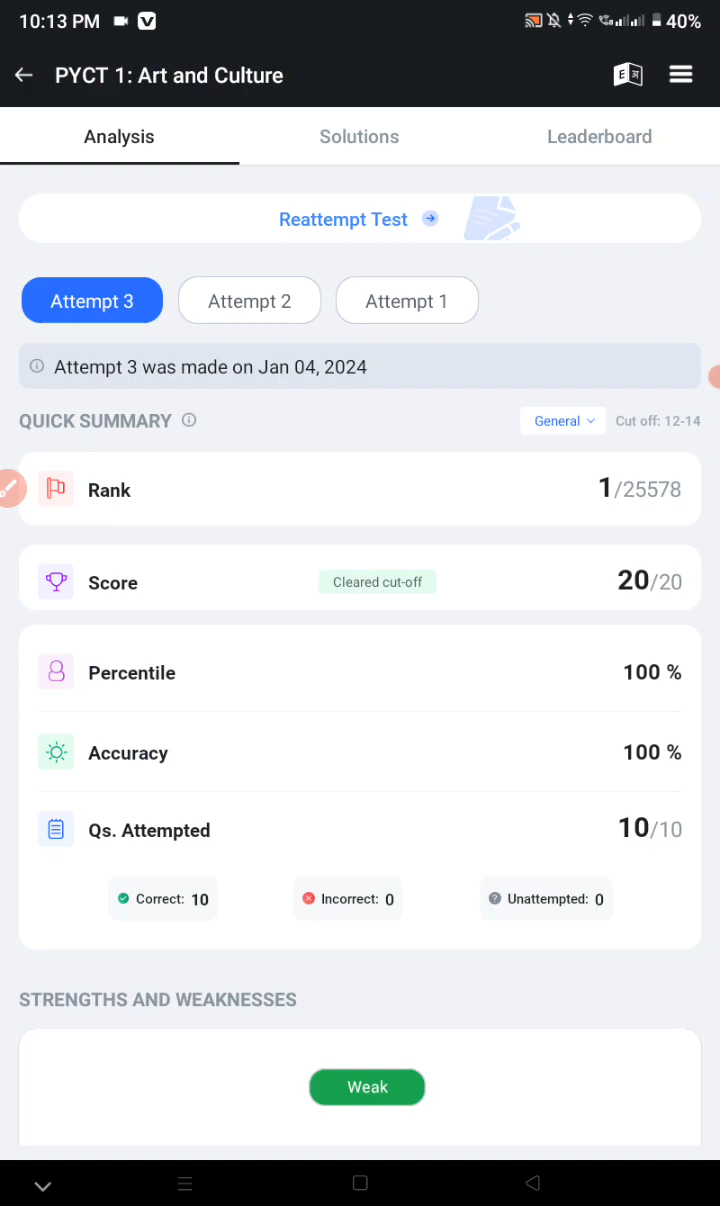 10:13 PM 40%
PYCT 1: Art and Culture E अ
Analysis Solutions Leaderboard
Reattempt Test
Attempt 3 Attempt 2 Attempt 1
Attempt 3 was made on Jan 04, 2024
QUICK SUMMARY General Cut off: 12-14
Rank 1/25578
Score Cleared cut-off 20/20
Percentile 100 %
Accuracy 100 %
Qs. Attempted 10/10
Correct: 10 Incorrect: 0 Unattempted: 0
STRENGTHS AND WEAKNESSES
Weak